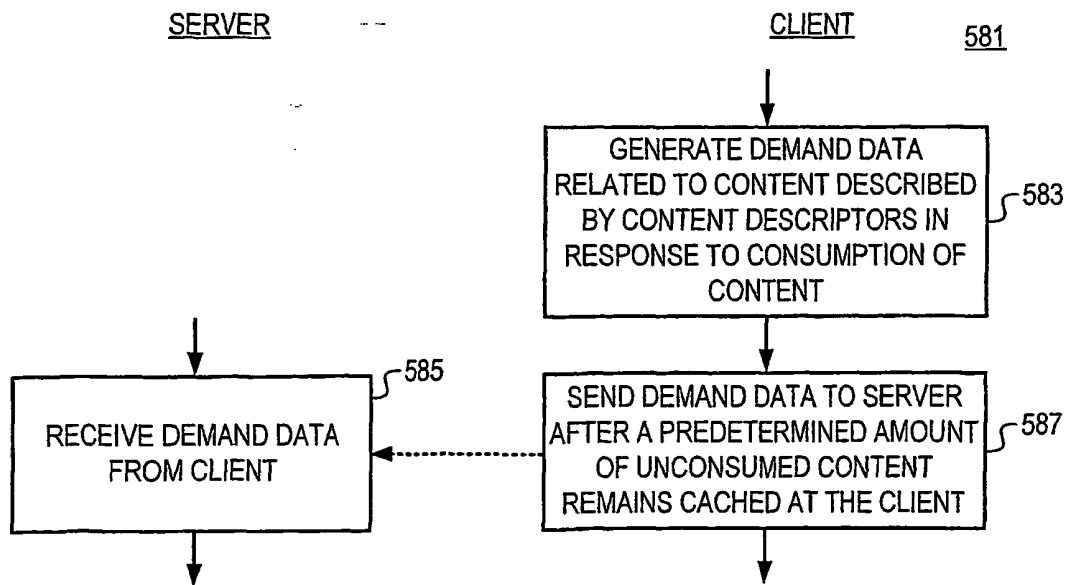 SERVER
CLIENT
581
GENERATE DEMAND DATA
RELATED TO CONTENT DESCRIBED
BY CONTENT DESCRIPTORS IN
RESPONSE TO CONSUMPTION OF
CONTENT
583
585
RECEIVE DEMAND DATA
FROM CLIENT
SEND DEMAND DATA TO SERVER
AFTER A PREDETERMINED AMOUNT
OF UNCONSUMED CONTENT
REMAINS CACHED AT THE CLIENT
587